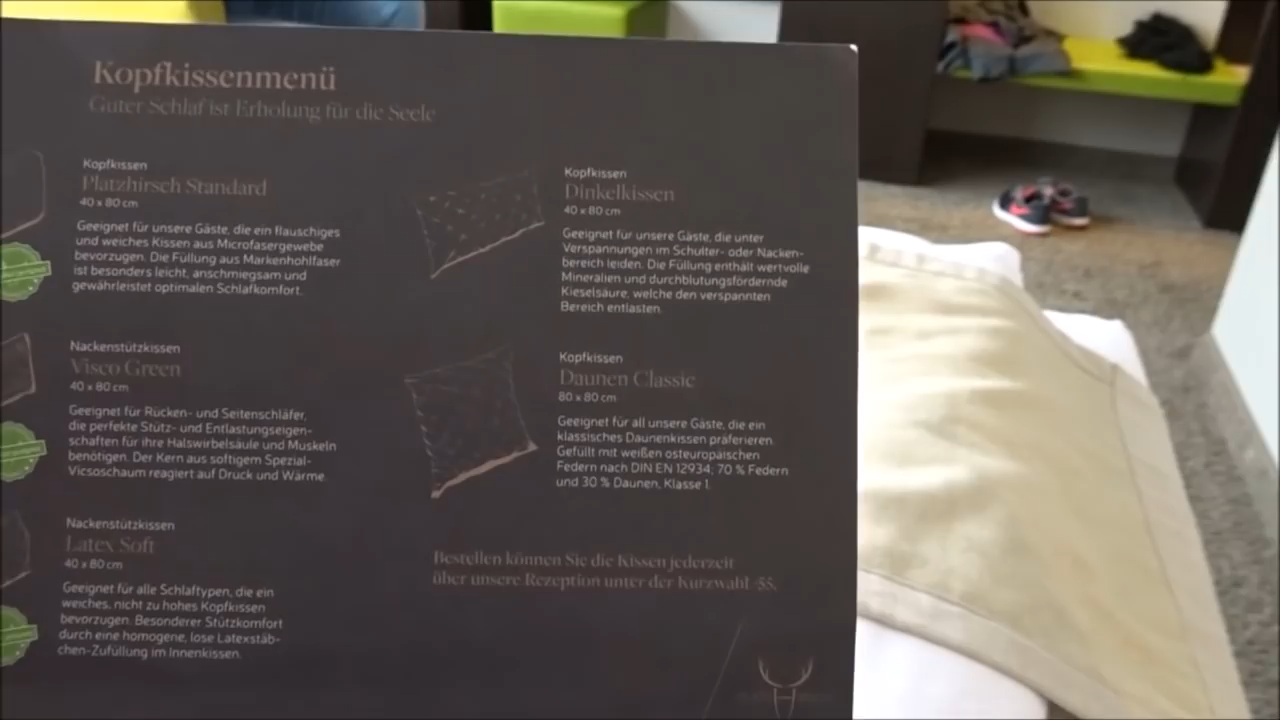 Kopfkissenmenü
Guter Schlaf ist Erholung für die Seele
Kopfkissen
Platzhirsch Standard
40 x 80 cm
Geeignet für unsere Gäste, die ein flauschiges
und weiches Kissen aus Microfasergewebe
bevorzugen. Die Füllung aus Markenhohlfaser
ist besonders leicht, anschmiegsam und
gewährleistet optimalen Schlafkomfort.
Nackenstützkissen
Visco Green
40 x 80 cm
Geeignet für Rücken- und Seitenschläfer,
die perfekte Stütz- und Entlastungseigen-
schaften für ihre Halswirbelsäule und Muskeln
benötigen. Der Kern aus softigem Spezial-
Vicsoschaum reagiert auf Druck und Wärme.
Nackenstützkissen
Latex Soft
40 x 80 cm
Geeignet für alle Schlaftypen, die ein
weiches, nicht zu hohes Kopfkissen
bevorzugen. Besonderer Stützkomfort
durch eine homogene, lose Latexstäb-
chen-Zufüllung im Innenkissen.
Kopfkissen
Dinkelkissen
40 x 80 cm
Geeignet für unsere Gäste, die unter
Verspannungen im Schulter- oder Nacken-
bereich leiden. Die Füllung enthält wertvolle
Mineralien und durchblutungsfördernde
Kieselsäure, welche den verspannten
Bereich entlasten.
Kopfkissen
Daunen Classic
80 x 80 cm
Geeignet für all unsere Gäste, die ein
klassisches Daunenkissen präferieren.
Gefüllt mit weißen osteuropäischen
Federn nach DIN EN 12934; 70 % Federn
und 30 % Daunen, Klasse 1.
Bestellen können Sie die Kissen jederzeit
über unsere Rezeption unter der Kurzwahl -55.